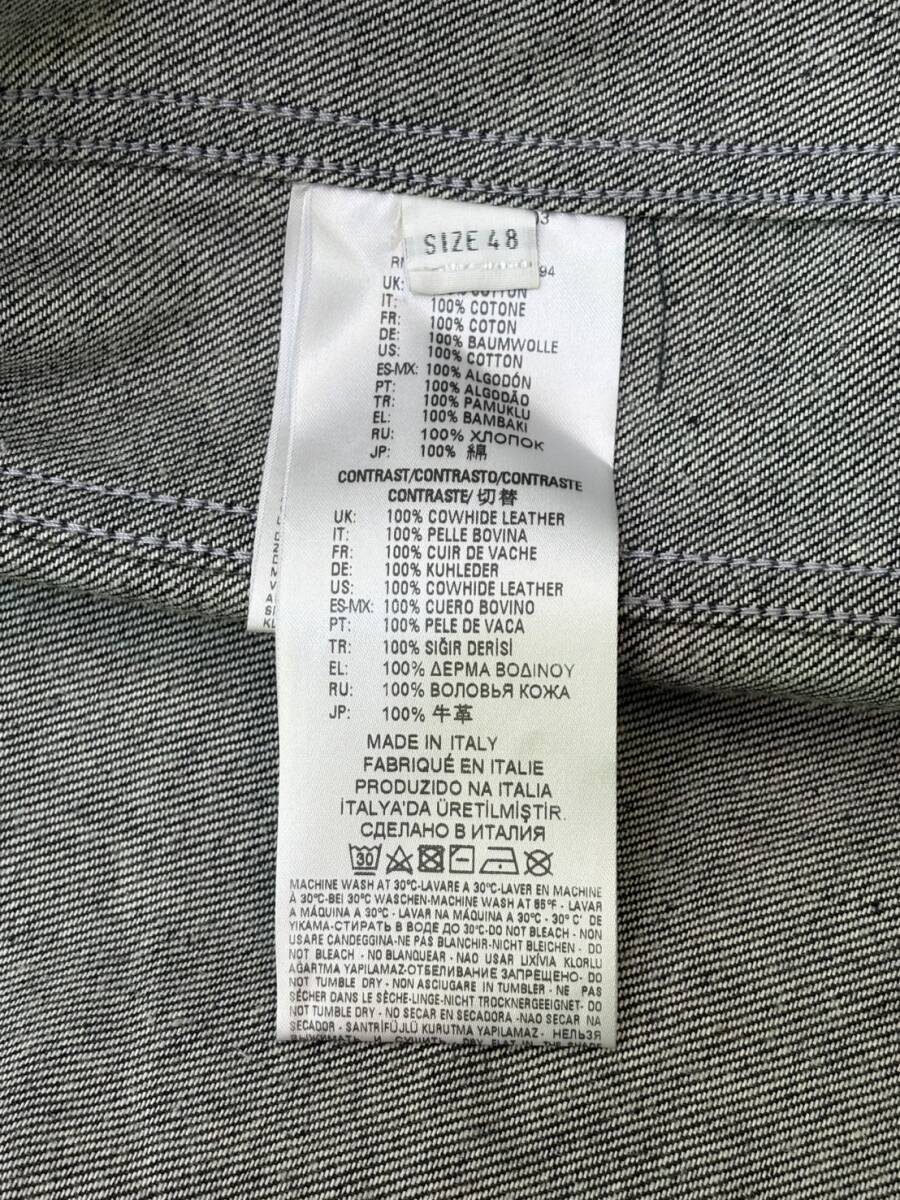 3
SIZE 48
94
UK:
IT: 100% COTONE
FR: 100% COTON
DE: 100% BAUMWOLLE
US: 100% COTTON
ES-MX: 100% ALGODÓN
PT: 100% ALGODÃO
TR: 100% PAMUKLU
EL: 100% BAMBAKI
RU: 100% ХЛОПОК
JP: 100% 綿
CONTRAST/CONTRASTO/CONTRASTE
CONTRASTE/ 切替
UK: 100% COWHIDE LEATHER
IT: 100% PELLE BOVINA
FR: 100% CUIR DE VACHE
DE: 100% KUHLEDER
US: 100% COWHIDE LEATHER
ES-MX: 100% CUERO BOVINO
PT: 100% PELE DE VACA
TR: 100% SIĞIR DERİSİ
EL: 100% ΔΕΡΜΑ ΒΟΔΙΝΟΥ
RU: 100% ВОЛОВЬЯ КОЖА
JP: 100% 牛革
MADE IN ITALY
FABRIQUÉ EN ITALIE
PRODUZIDO NA ITALIA
İTALYA'DA ÜRETİLMİŞTİR.
СДЕЛАНО В ИТАЛИЯ
30
MACHINE WASH AT 30°C-LAVARE A 30°C-LAVER EN MACHINE
À 30°C-BEI 30°C WASCHEN-MACHINE WASH AT 85°F - LAVAR
A MÁQUINA A 30°C - LAVAR NA MÁQUINA A 30°C - 30° C' DE
YIKAMA-СТИРАТЬ В ВОДЕ ДО 30°C-DO NOT BLEACH - NON
USARE CANDEGGINA-NE PAS BLANCHIR-NICHT BLEICHEN - DO
NOT BLEACH - NO BLANQUEAR - NAO USAR LIXÍVIA KLORLU
AĞARTMA YAPILAMAZ-ОТБЕЛИВАНИЕ ЗАПРЕЩЕНО- DO
NOT TUMBLE DRY - NON ASCIUGARE IN TUMBLER - NE PAS
SÉCHER DANS LE SÈCHE-LINGE-NICHT TROCKNERGEEIGNET- DO
NOT TUMBLE DRY - NO SECAR EN SECADORA -NAO SECAR NA
SECADOR - SANTRİFÜJLÜ KURUTMA YAPILAMAZ - НЕЛЬЗЯ